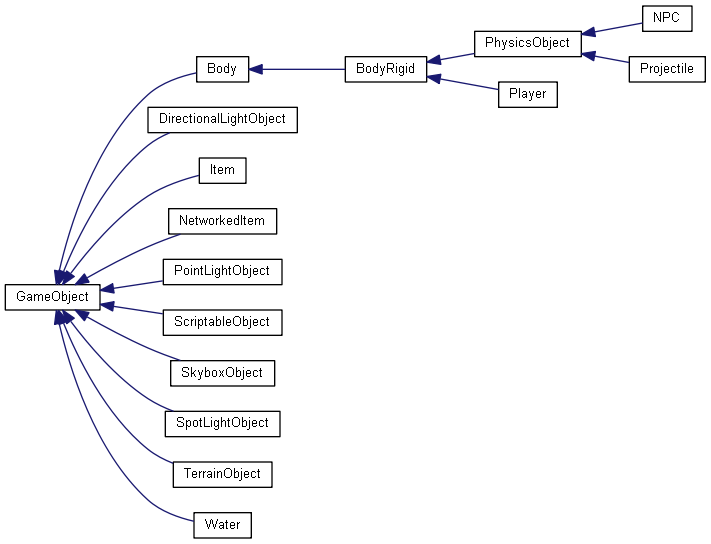 NPC
PhysicsObject
Body
BodyRigid
Projectile
Player
DirectionalLightObject
Item
NetworkedItem
PointLightObject
GameObject
ScriptableObject
SkyboxObject
SpotLightObject
TerrainObject
Water